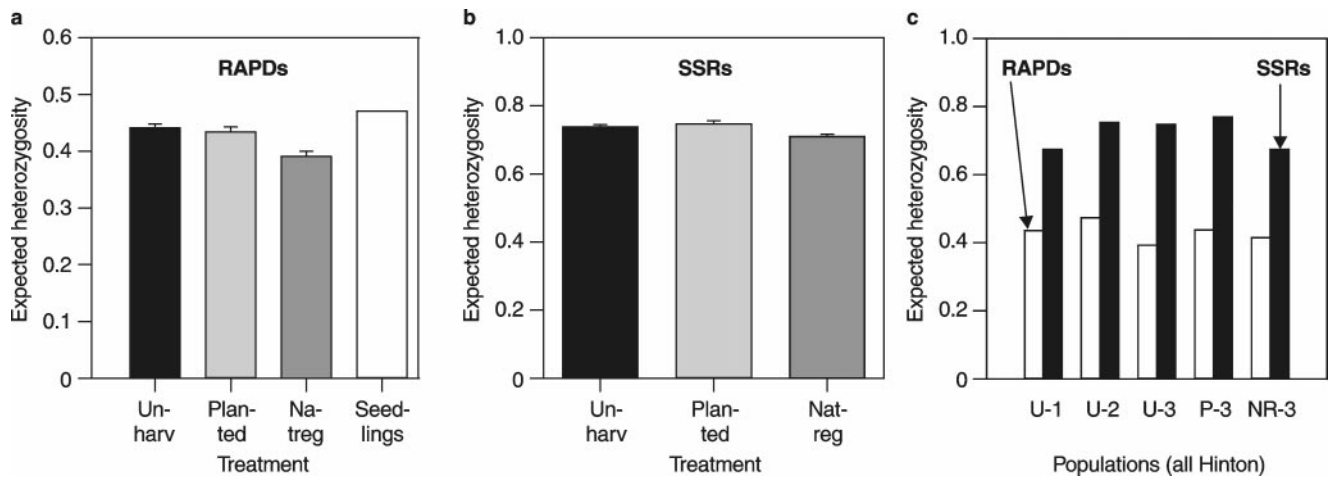 a
RAPDs
Expected heterozygosity
0.6
0.5
0.4
0.3
0.2
0.1
0
Un-
harv
Plan-
ted
Na-
treg
Seed-
lings
Treatment
b
SSRs
Expected heterozygosity
1.0
0.8
0.6
0.4
0.2
0
Un-
harv
Plan-
ted
Nat-
reg
Treatment
c
RAPDs
SSRs
Expected heterozygosity
1.0
0.8
0.6
0.4
0.2
0
U-1 U-2 U-3 P-3 NR-3
Populations (all Hinton)